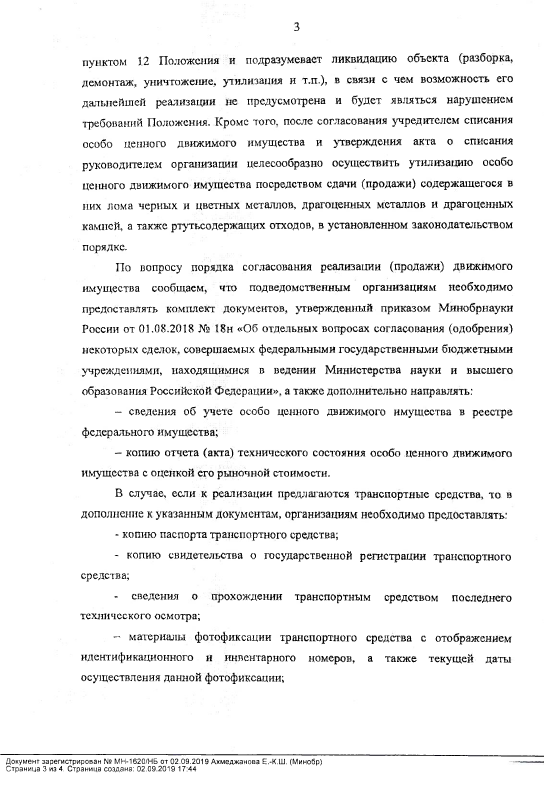 3
пунктом 12 Положения и подразумевает ликвидацию объекта (разборка,
демонтаж, уничтожение, утилизация и т.п.), в связи с чем возможность его
дальнейшей реализации не предусмотрена и будет являться нарушением
требований Положения. Кроме того, после согласования учредителем списания
особо ценного движимого имущества и утверждения акта о списания
руководителем организации целесообразно осуществить утилизацию особо
ценного движимого имущества посредством сдачи (продажи) содержащегося в
них лома черных и цветных металлов, драгоценных металлов и драгоценных
камней, а также ртутьсодержащих отходов, в установленном законодательством
порядке.
По вопросу порядка согласования реализации (продажи) движимого
имущества сообщаем, что подведомственным организациям необходимо
предоставлять комплект документов, утвержденный приказом Минобрнауки
России от 01.08.2018 № 18н «Об отдельных вопросах согласования (одобрения)
некоторых сделок, совершаемых федеральными государственными бюджетными
учреждениями, находящимися в ведении Министерства науки и высшего
образования Российской Федерации», а также дополнительно направлять:
– сведения об учете особо ценного движимого имущества в реестре
федерального имущества;
– копию отчета (акта) технического состояния особо ценного движимого
имущества с оценкой его рыночной стоимости.
В случае, если к реализации предлагаются транспортные средства, то в
дополнение к указанным документам, организациям необходимо предоставлять:
- копию паспорта транспортного средства;
- копию свидетельства о государственной регистрации транспортного
средства;
- сведения о прохождении транспортным средством последнего
технического осмотра;
– материалы фотофиксации транспортного средства с отображением
идентификационного и инвентарного номеров, а также текущей даты
осуществления данной фотофиксации;
Документ зарегистрирован № МН-1620/НБ от 02.09.2019 Ахмеджанова Е.-К.Ш. (Минобр)
Страница 3 из 4. Страница создана: 02.09.2019 17:44